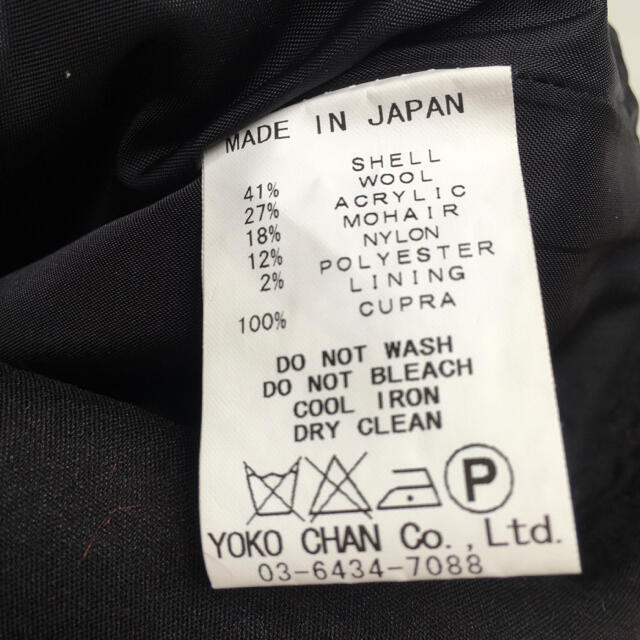 MADE IN JAPAN
SHELL
41% WOOL
27% ACRYLIC
18% MOHAIR
12% NYLON
2% POLYESTER
LINING
100% CUPRA
DO NOT WASH
DO NOT BLEACH
COOL IRON
DRY CLEAN
P
YOKO CHAN Co., Ltd.
03-6434-7088